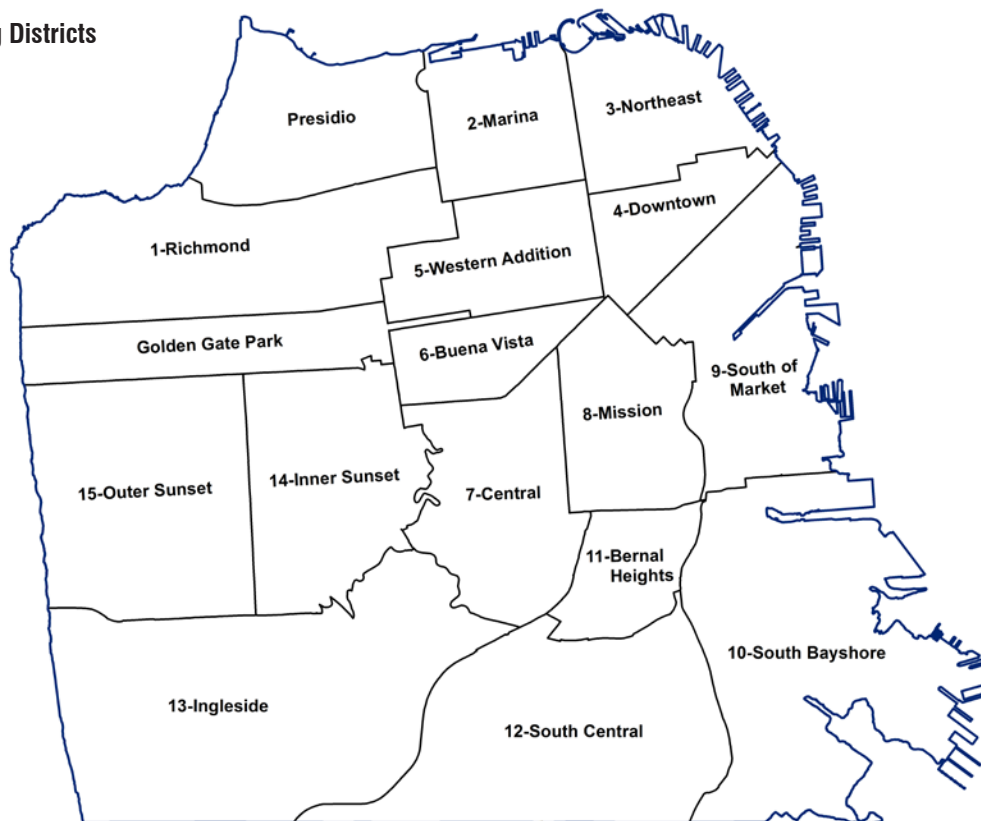 Districts
Presidio
2-Marina
3-Northeast
4-Downtown
1-Richmond
5-Western Addition
Golden Gate Park
6-Buena Vista
9-South of
Market
8-Mission
15-Outer Sunset
14-Inner Sunset
7-Central
11-Bernal
Heights
10-South Bayshore
13-Ingleside
12-South Central